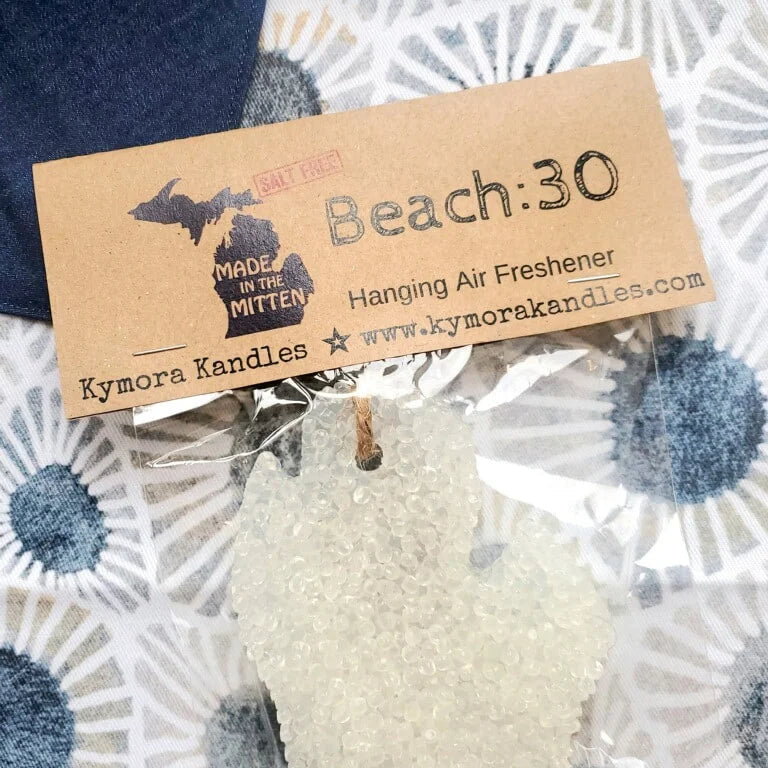 SALT FREE
Beach:30
MADE
IN THE
MITTEN
Hanging Air Freshener
Kymora Kandles ☆ www.kymorakandles.com